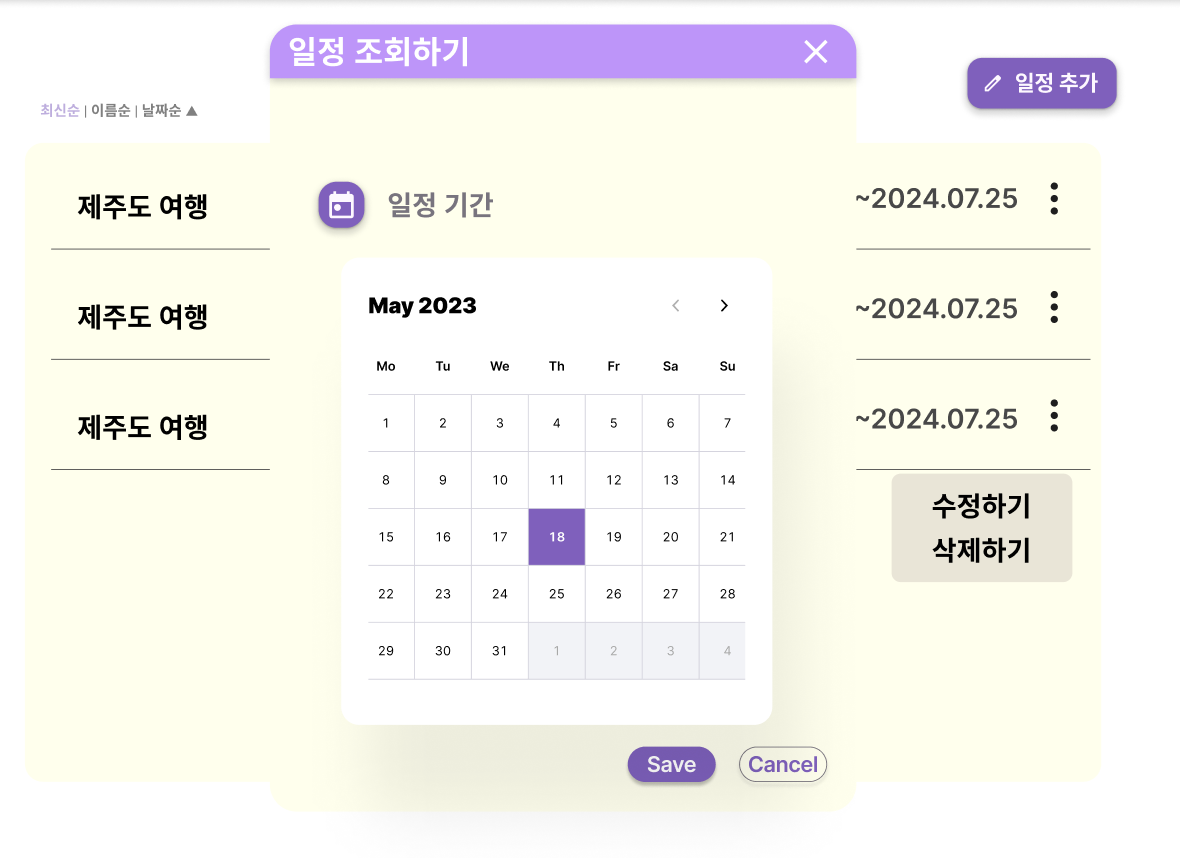 일정 조회하기
일정 추가
최신순 | 이름순 | 날짜순 ▲
제주도 여행
~2024.07.25
일정 기간
제주도 여행
~2024.07.25
제주도 여행
~2024.07.25
수정하기
삭제하기
May 2023
Mo Tu We Th Fr Sa Su
1 2 3 4 5 6 7
8 9 10 11 12 13 14
15 16 17 18 19 20 21
22 23 24 25 26 27 28
29 30 31 1 2 3 4
Save Cancel